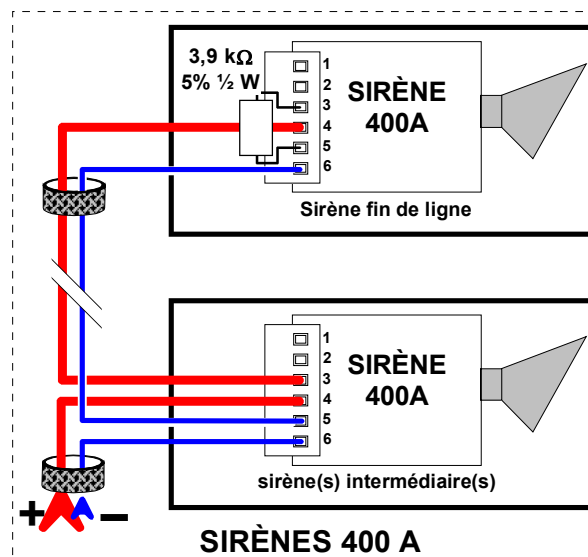 3,9 kΩ
5% ½ W
1
2
3
4
5
6
SIRÈNE
400A
Sirène fin de ligne
1
2
3
4
5
6
SIRÈNE
400A
sirène(s) intermédiaire(s)
+ –
SIRÈNES 400 A